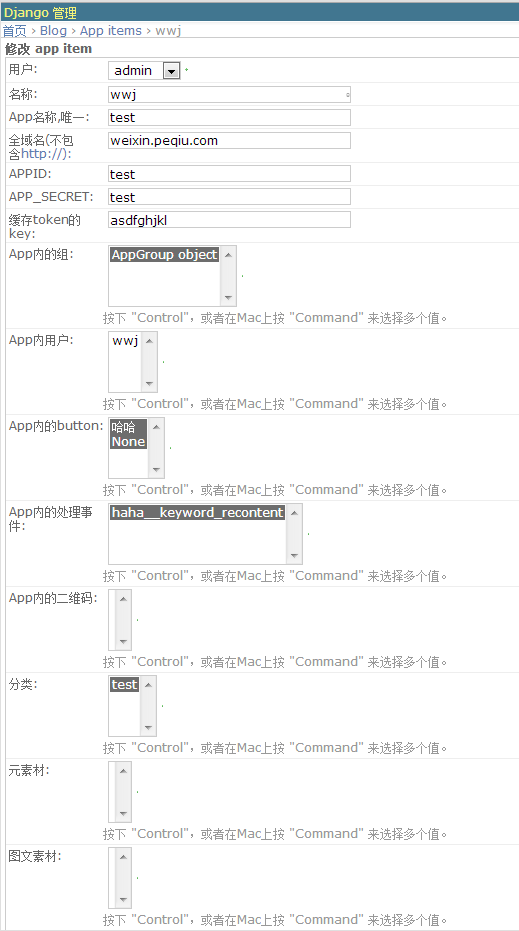 Django 管理
首页 › Blog › App items › wwj
修改 app item
用户: admin
名称: wwj
App名称,唯一: test
全域名(不包 weixin.peqiu.com
含http://):
APPID: test
APP_SECRET: test
缓存token的 asdfghjkl
key:
App内的组: AppGroup object
按下 "Control"，或者在Mac上按 "Command" 来选择多个值。
App内用户: wwj
按下 "Control"，或者在Mac上按 "Command" 来选择多个值。
App内的button: 哈哈
None
按下 "Control"，或者在Mac上按 "Command" 来选择多个值。
App内的处理事 haha__keyword_recontent
件:
按下 "Control"，或者在Mac上按 "Command" 来选择多个值。
App内的二维码:
按下 "Control"，或者在Mac上按 "Command" 来选择多个值。
分类: test
按下 "Control"，或者在Mac上按 "Command" 来选择多个值。
元素材:
按下 "Control"，或者在Mac上按 "Command" 来选择多个值。
图文素材:
按下 "Control"，或者在Mac上按 "Command" 来选择多个值。